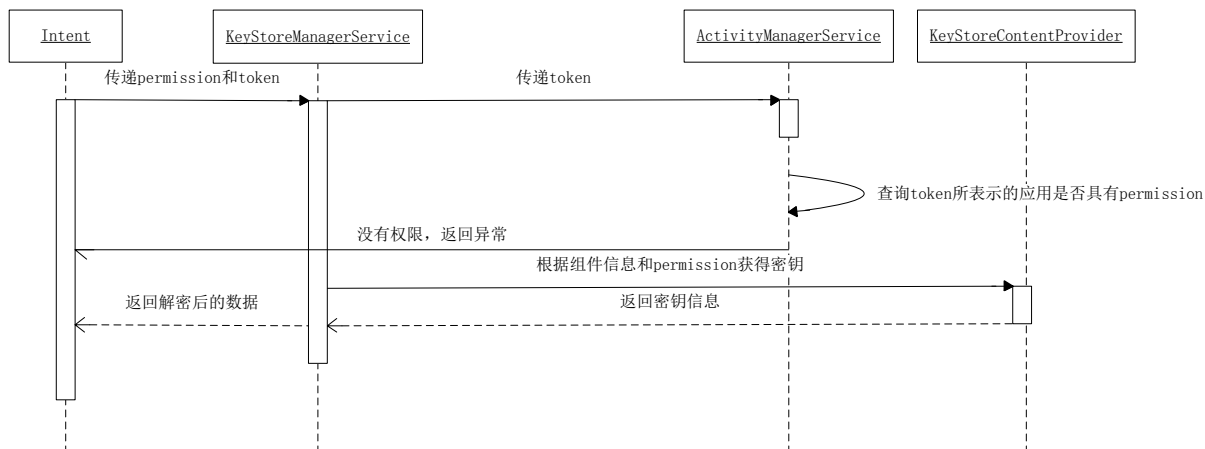 Intent
KeyStoreManagerService
ActivityManagerService
KeyStoreContentProvider
传递permission和token
传递token
查询token所表示的应用是否具有permission
没有权限，返回异常
根据组件信息和permission获得密钥
返回解密后的数据
返回密钥信息